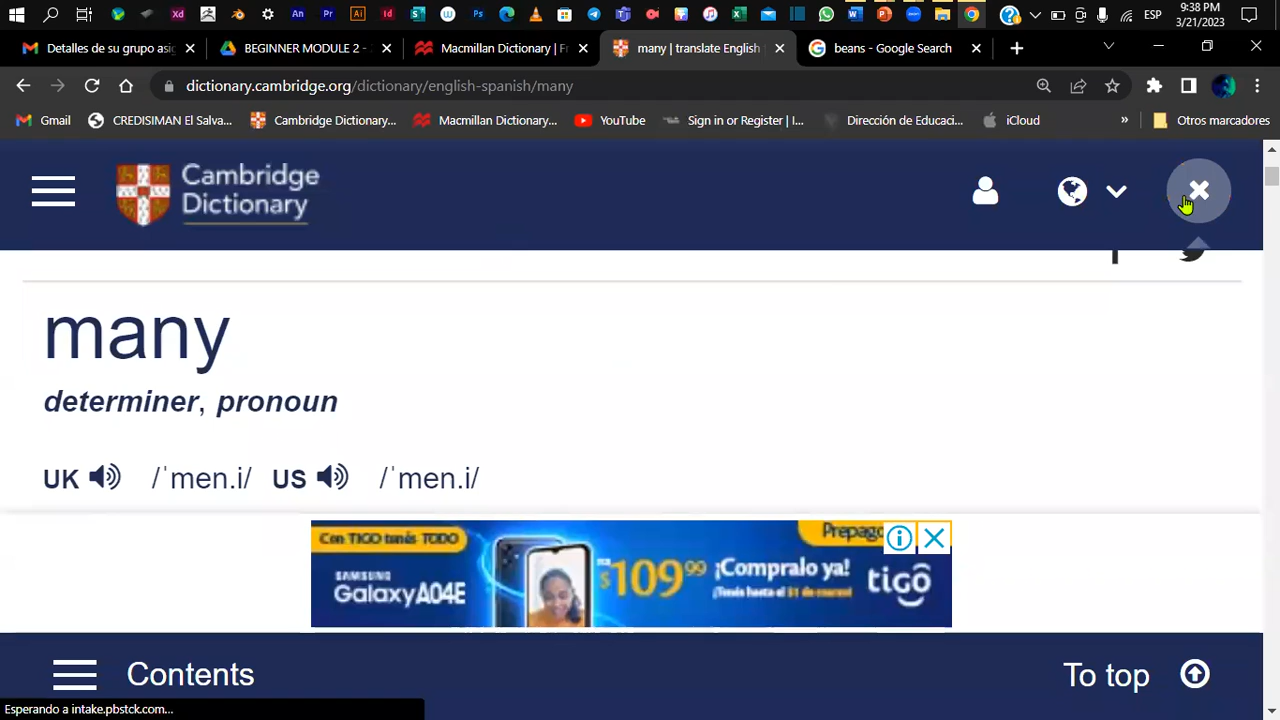 ESP
9:38 PM
3/21/2023
Detalles de su grupo asig
BEGINNER MODULE 2 -
Macmillan Dictionary | Fr
many | translate English
beans - Google Search
dictionary.cambridge.org/dictionary/english-spanish/many
Gmail
CREDISIMAN El Salva...
Cambridge Dictionary...
Macmillan Dictionary...
YouTube
Sign in or Register | I...
Dirección de Educaci...
iCloud
»
Otros marcadores
Cambridge
Dictionary
many
determiner, pronoun
UK /ˈmen.i/ US /ˈmen.i/
Con TIGO tenés TODO
SAMSUNG
Galaxy A04E
$109.99
Prepago
¡Compralo ya!
tigo
Contents
To top
Esperando a intake.pbstck.com...